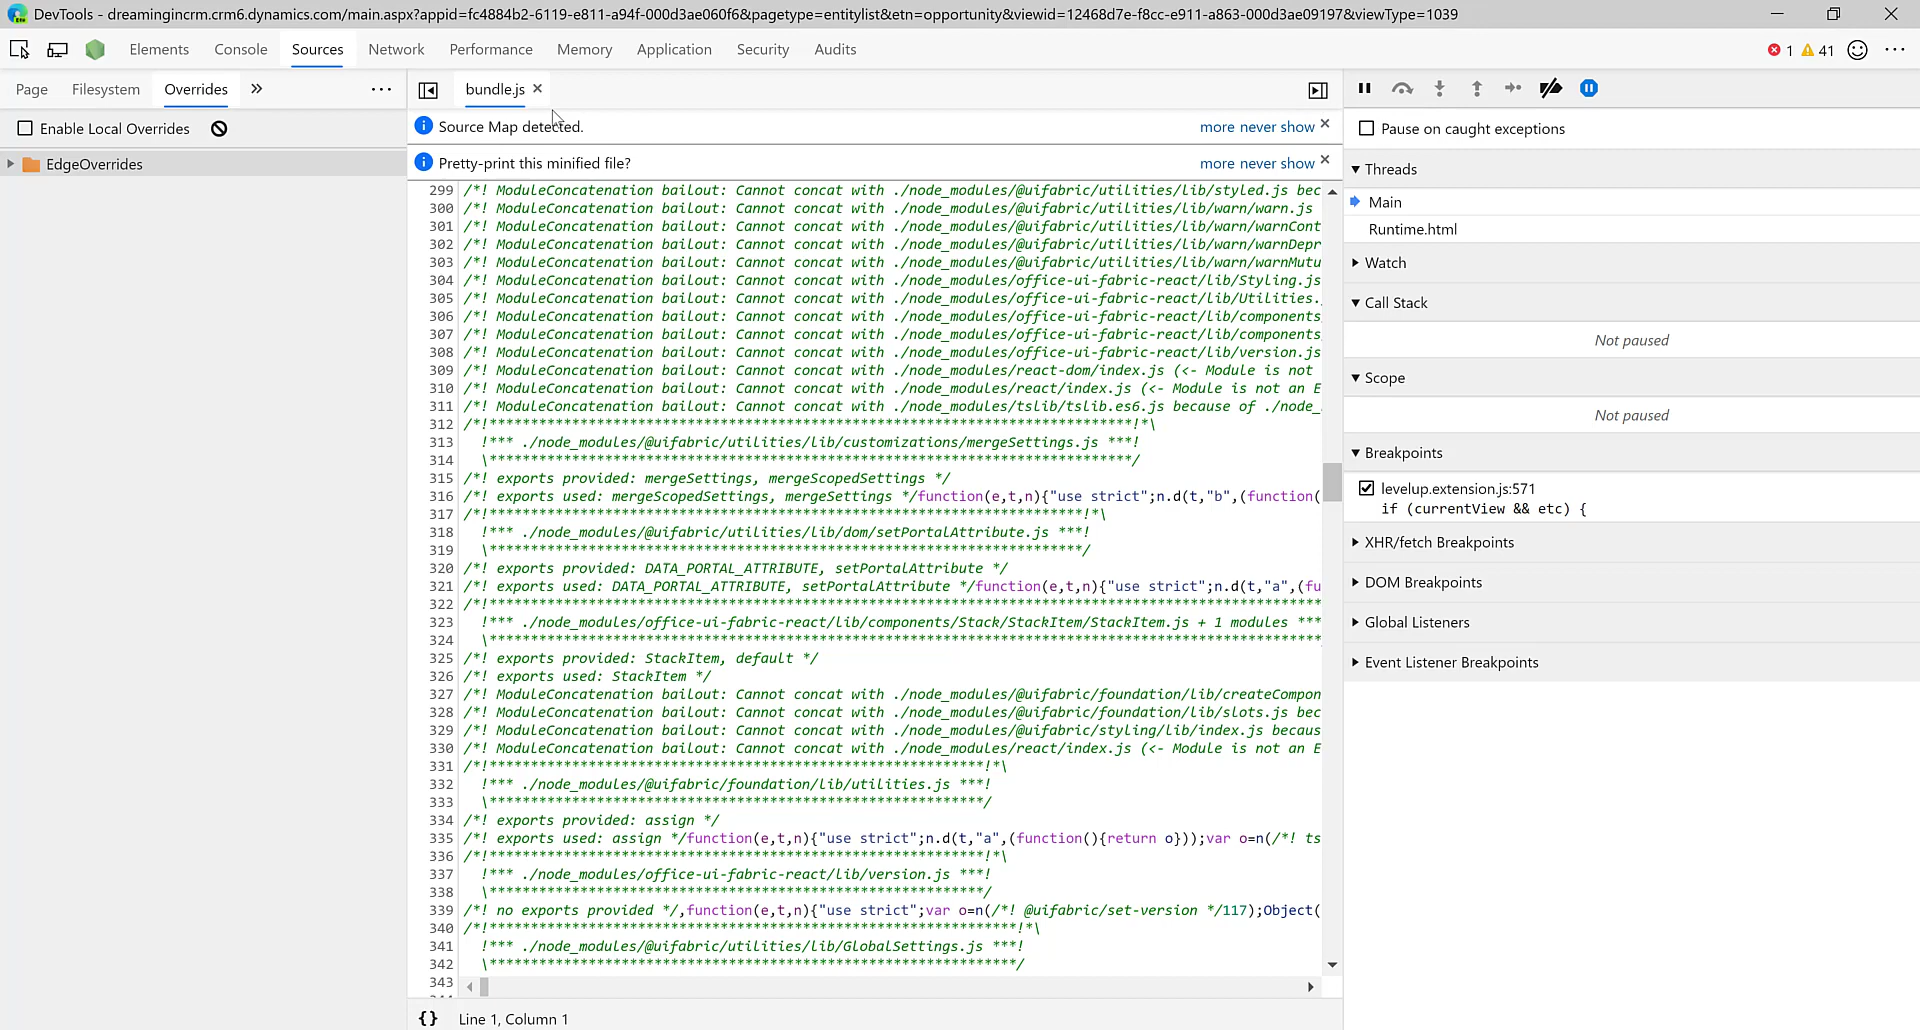 DevTools - dreamingincrm.crm6.dynamics.com/main.aspx?appid=fc4884b2-6119-e811-a94f-000d3ae060f6&pagetype=entitylist&etn=opportunity&viewid=12468d7e-f8cc-e911-a863-000d3ae09197&viewType=1039
Elements Console Sources Network Performance Memory Application Security Audits 1 41
Page Filesystem Overrides
Enable Local Overrides
EdgeOverrides
bundle.js
Source Map detected. more never show
Pretty-print this minified file? more never show
299 /*! ModuleConcatenation bailout: Cannot concat with ./node_modules/@uifabric/utilities/lib/styled.js bec
300 /*! ModuleConcatenation bailout: Cannot concat with ./node_modules/@uifabric/utilities/lib/warn/warn.js
301 /*! ModuleConcatenation bailout: Cannot concat with ./node_modules/@uifabric/utilities/lib/warn/warnCont
302 /*! ModuleConcatenation bailout: Cannot concat with ./node_modules/@uifabric/utilities/lib/warn/warnDepr
303 /*! ModuleConcatenation bailout: Cannot concat with ./node_modules/@uifabric/utilities/lib/warn/warnMutu
304 /*! ModuleConcatenation bailout: Cannot concat with ./node_modules/office-ui-fabric-react/lib/Styling.js
305 /*! ModuleConcatenation bailout: Cannot concat with ./node_modules/office-ui-fabric-react/lib/Utilities.
306 /*! ModuleConcatenation bailout: Cannot concat with ./node_modules/office-ui-fabric-react/lib/components
307 /*! ModuleConcatenation bailout: Cannot concat with ./node_modules/office-ui-fabric-react/lib/components
308 /*! ModuleConcatenation bailout: Cannot concat with ./node_modules/office-ui-fabric-react/lib/version.js
309 /*! ModuleConcatenation bailout: Cannot concat with ./node_modules/react-dom/index.js (<- Module is not
310 /*! ModuleConcatenation bailout: Cannot concat with ./node_modules/react/index.js (<- Module is not an E
311 /*! ModuleConcatenation bailout: Cannot concat with ./node_modules/tslib/tslib.es6.js because of ./node_
312 /*!******************************************************************************!*\
313 !*** ./node_modules/@uifabric/utilities/lib/customizations/mergeSettings.js ***!
314 \******************************************************************************/
315 /*! exports provided: mergeSettings, mergeScopedSettings */
316 /*! exports used: mergeScopedSettings, mergeSettings */function(e,t,n){"use strict";n.d(t,"b",(function(
317 /*!************************************************************************!*\
318 !*** ./node_modules/@uifabric/utilities/lib/dom/setPortalAttribute.js ***!
319 \************************************************************************/
320 /*! exports provided: DATA_PORTAL_ATTRIBUTE, setPortalAttribute */
321 /*! exports used: DATA_PORTAL_ATTRIBUTE, setPortalAttribute */function(e,t,n){"use strict";n.d(t,"a",(fu
322 /*!*****************************************************************************************************
323 !*** ./node_modules/office-ui-fabric-react/lib/components/Stack/StackItem/StackItem.js + 1 modules ***
324 \*****************************************************************************************************
325 /*! exports provided: StackItem, default */
326 /*! exports used: StackItem */
327 /*! ModuleConcatenation bailout: Cannot concat with ./node_modules/@uifabric/foundation/lib/createCompon
328 /*! ModuleConcatenation bailout: Cannot concat with ./node_modules/@uifabric/foundation/lib/slots.js bec
329 /*! ModuleConcatenation bailout: Cannot concat with ./node_modules/@uifabric/styling/lib/index.js becaus
330 /*! ModuleConcatenation bailout: Cannot concat with ./node_modules/react/index.js (<- Module is not an E
331 /*!************************************************************!*\
332 !*** ./node_modules/@uifabric/foundation/lib/utilities.js ***!
333 \************************************************************/
334 /*! exports provided: assign */
335 /*! exports used: assign */function(e,t,n){"use strict";n.d(t,"a",(function(){return o}));var o=n(/*! ts
336 /*!************************************************************!*\
337 !*** ./node_modules/office-ui-fabric-react/lib/version.js ***!
338 \************************************************************/
339 /*! no exports provided */,function(e,t,n){"use strict";var o=n(/*! @uifabric/set-version */117);Object(
340 /*!****************************************************************!*\
341 !*** ./node_modules/@uifabric/utilities/lib/GlobalSettings.js ***!
342 \****************************************************************/
343
{} Line 1, Column 1
Pause on caught exceptions
Threads
Main
Runtime.html
Watch
Call Stack
Not paused
Scope
Not paused
Breakpoints
levelup.extension.js:571
if (currentView && etc) {
XHR/fetch Breakpoints
DOM Breakpoints
Global Listeners
Event Listener Breakpoints